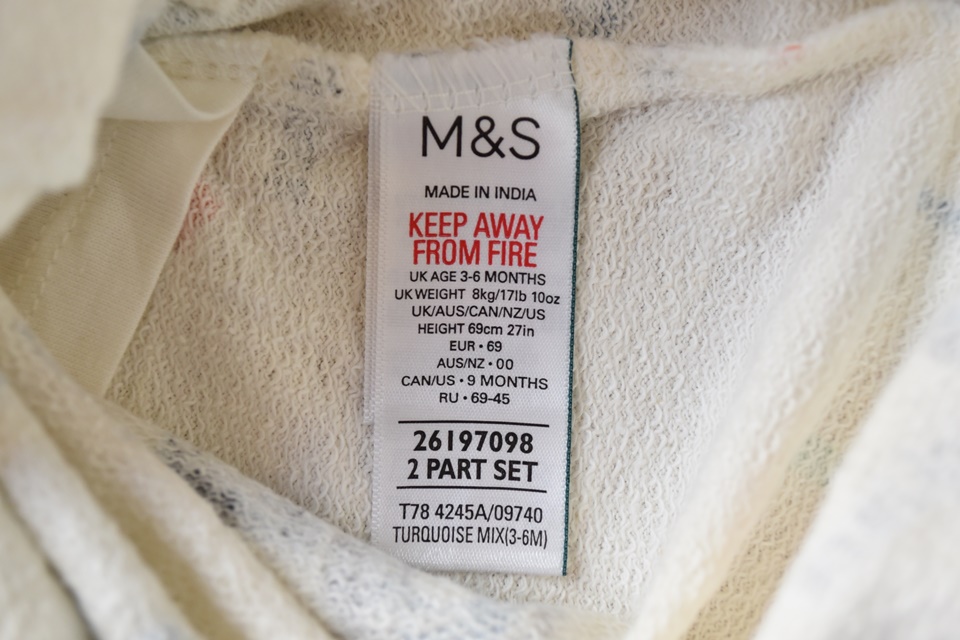 M&S
MADE IN INDIA
KEEP AWAY
FROM FIRE
UK AGE 3-6 MONTHS
UK WEIGHT 8kg/17lb 10oz
UK/AUS/CAN/NZ/US
HEIGHT 69cm 27in
EUR • 69
AUS/NZ • 00
CAN/US • 9 MONTHS
RU • 69-45
26197098
2 PART SET
T78 4245A/09740
TURQUOISE MIX(3-6M)